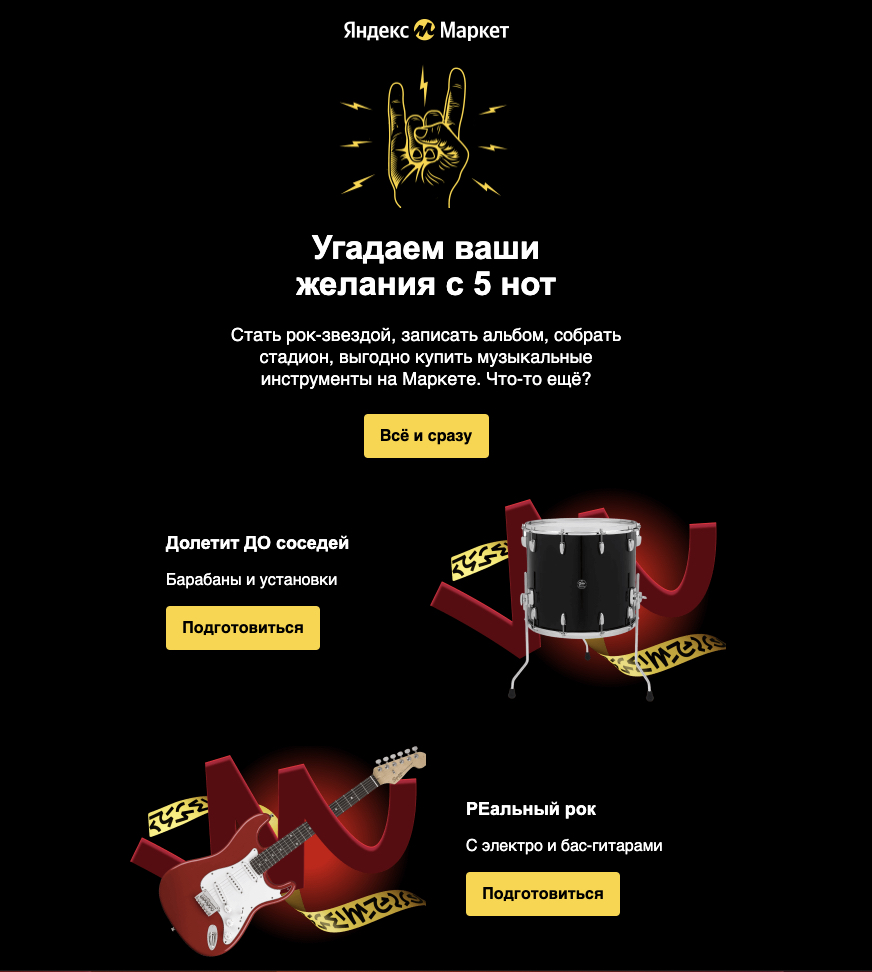 Яндекс Маркет
Угадаем ваши
желания с 5 нот
Стать рок-звездой, записать альбом, собрать
стадион, выгодно купить музыкальные
инструменты на Маркете. Что-то ещё?
Всё и сразу
Долетит ДО соседей
Барабаны и установки
Подготовиться
РЕальный рок
С электро и бас-гитарами
Подготовиться